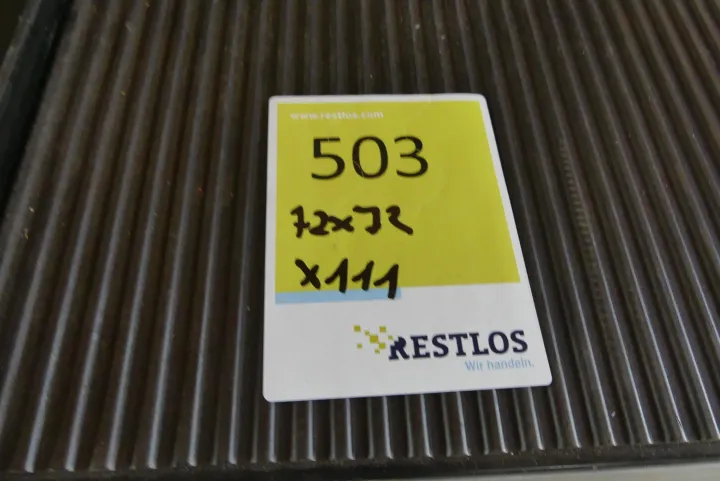 www.restlos.com
503
72x72
x111
RESTLOS
Wir handeln.